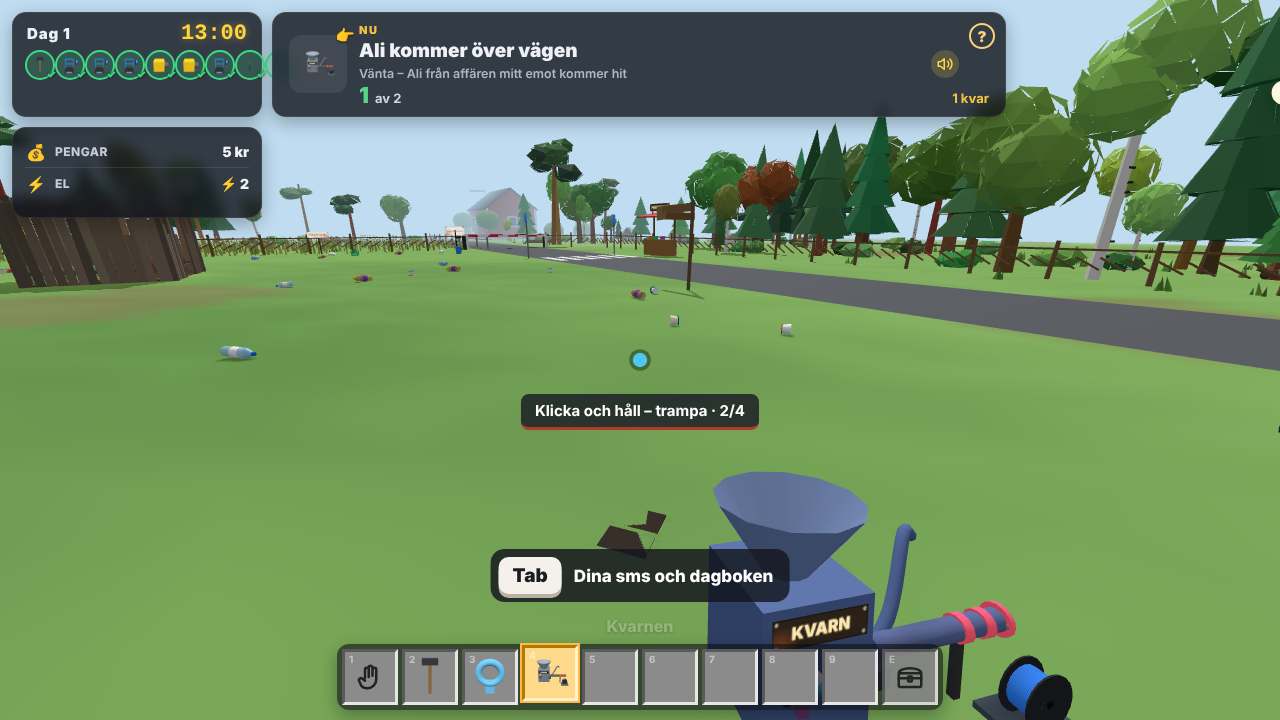 Dag 1
13:00
NU
Ali kommer över vägen
Vänta – Ali från affären mitt emot kommer hit
1 av 2
1 kvar
?
PENGAR
5 kr
EL
2
Klicka och håll – trampa · 2/4
Tab
Dina sms och dagboken
KVARN
Kvarnen
1
2
3
5
6
7
8
9
E